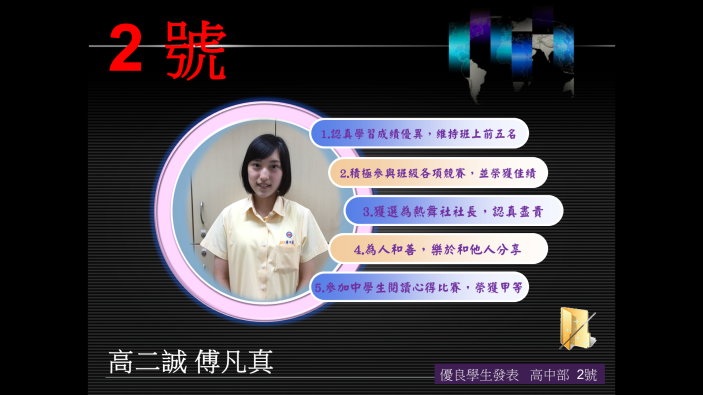 2 號
1.認真學習成績優異，維持班上前五名
2.積極參與班級各項競賽，並榮獲佳績
3.獲選為熱舞社社長，認真盡責
4.為人和善，樂於和他人分享
5.參加中學生閱讀心得比賽，榮獲甲等
高二誠 傅凡真
優良學生發表 高中部 2號